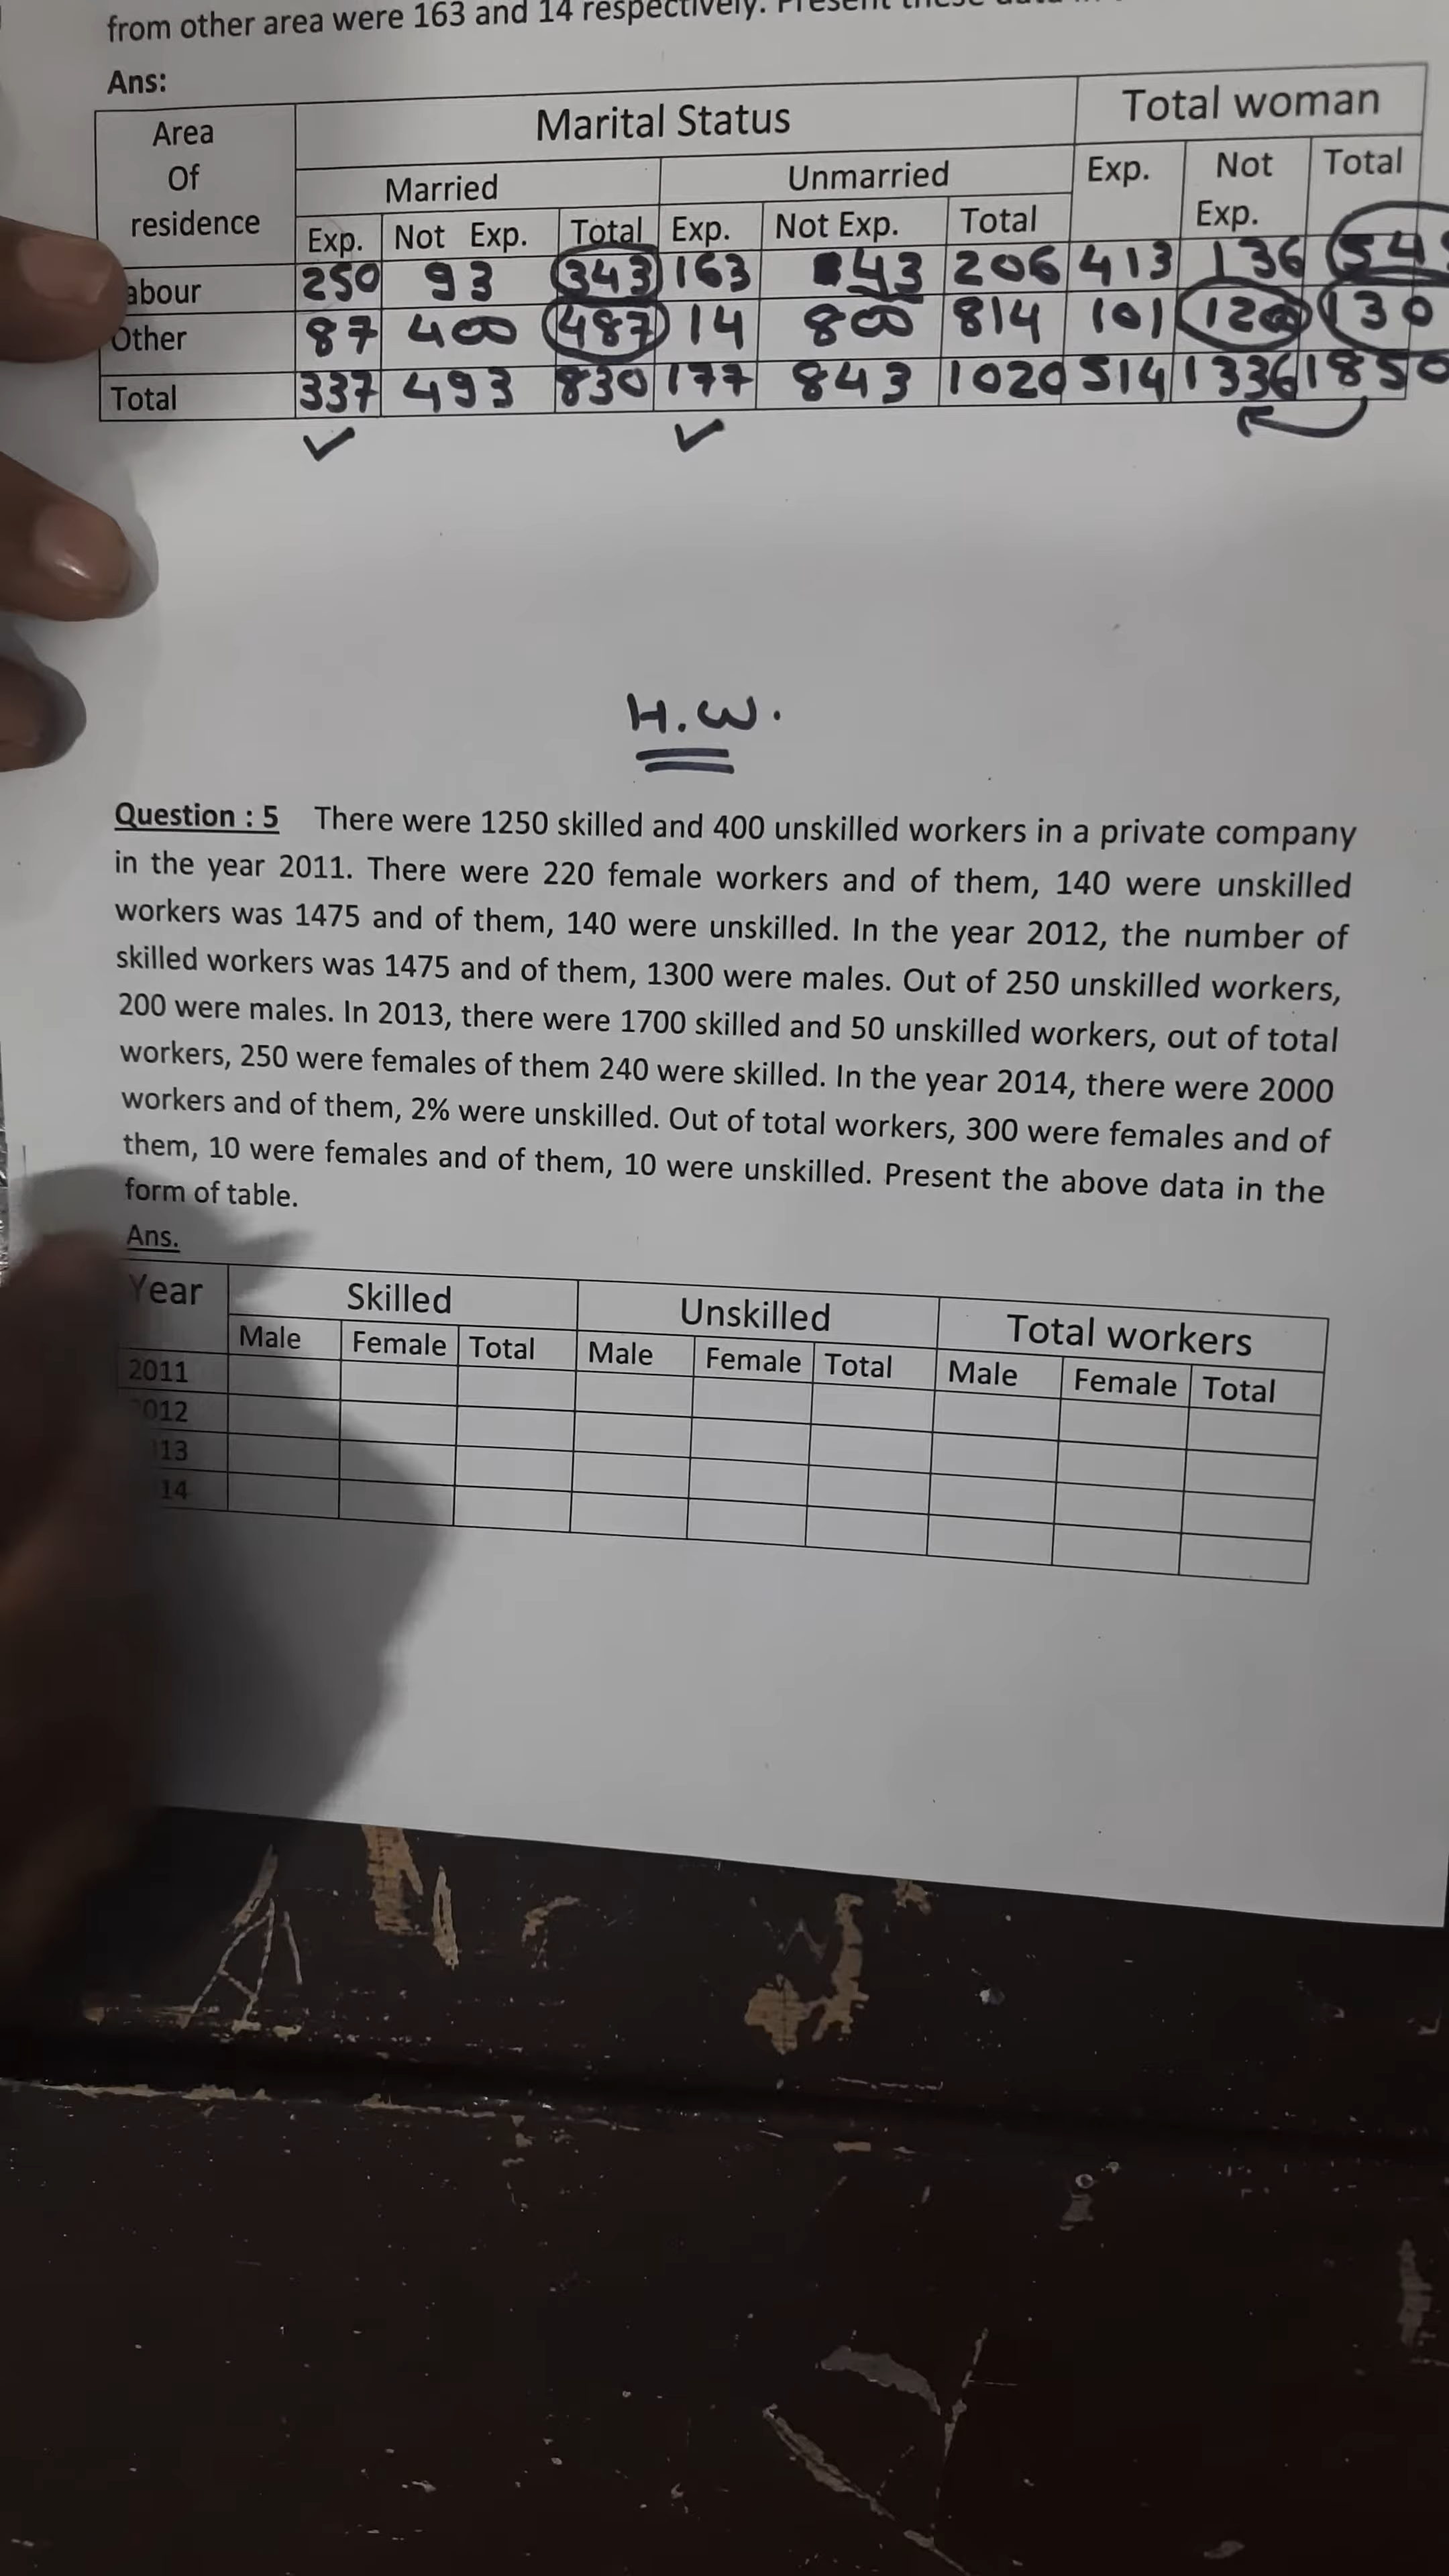 from other area were 163 and 14 respectively. Present these data in
Ans:
Area Of residence Marital Status Total woman
Married Unmarried Exp. Not Exp. Total
Exp. Not Exp. Total Exp. Not Exp. Total
abour 250 93 343 163 43 206 413 136 54
Other 87 400 487 14 800 814 101 130
Total 337 493 830 177 843 1020 514 1336 1850
H.W.
Question : 5 There were 1250 skilled and 400 unskilled workers in a private company
in the year 2011. There were 220 female workers and of them, 140 were unskilled
workers was 1475 and of them, 140 were unskilled. In the year 2012, the number of
skilled workers was 1475 and of them, 1300 were males. Out of 250 unskilled workers,
200 were males. In 2013, there were 1700 skilled and 50 unskilled workers, out of total
workers, 250 were females of them 240 were skilled. In the year 2014, there were 2000
workers and of them, 2% were unskilled. Out of total workers, 300 were females and of
them, 10 were females and of them, 10 were unskilled. Present the above data in the
form of table.
Ans.
Year Skilled Unskilled Total workers
Male Female Total Male Female Total Male Female Total
2011
012
13
14